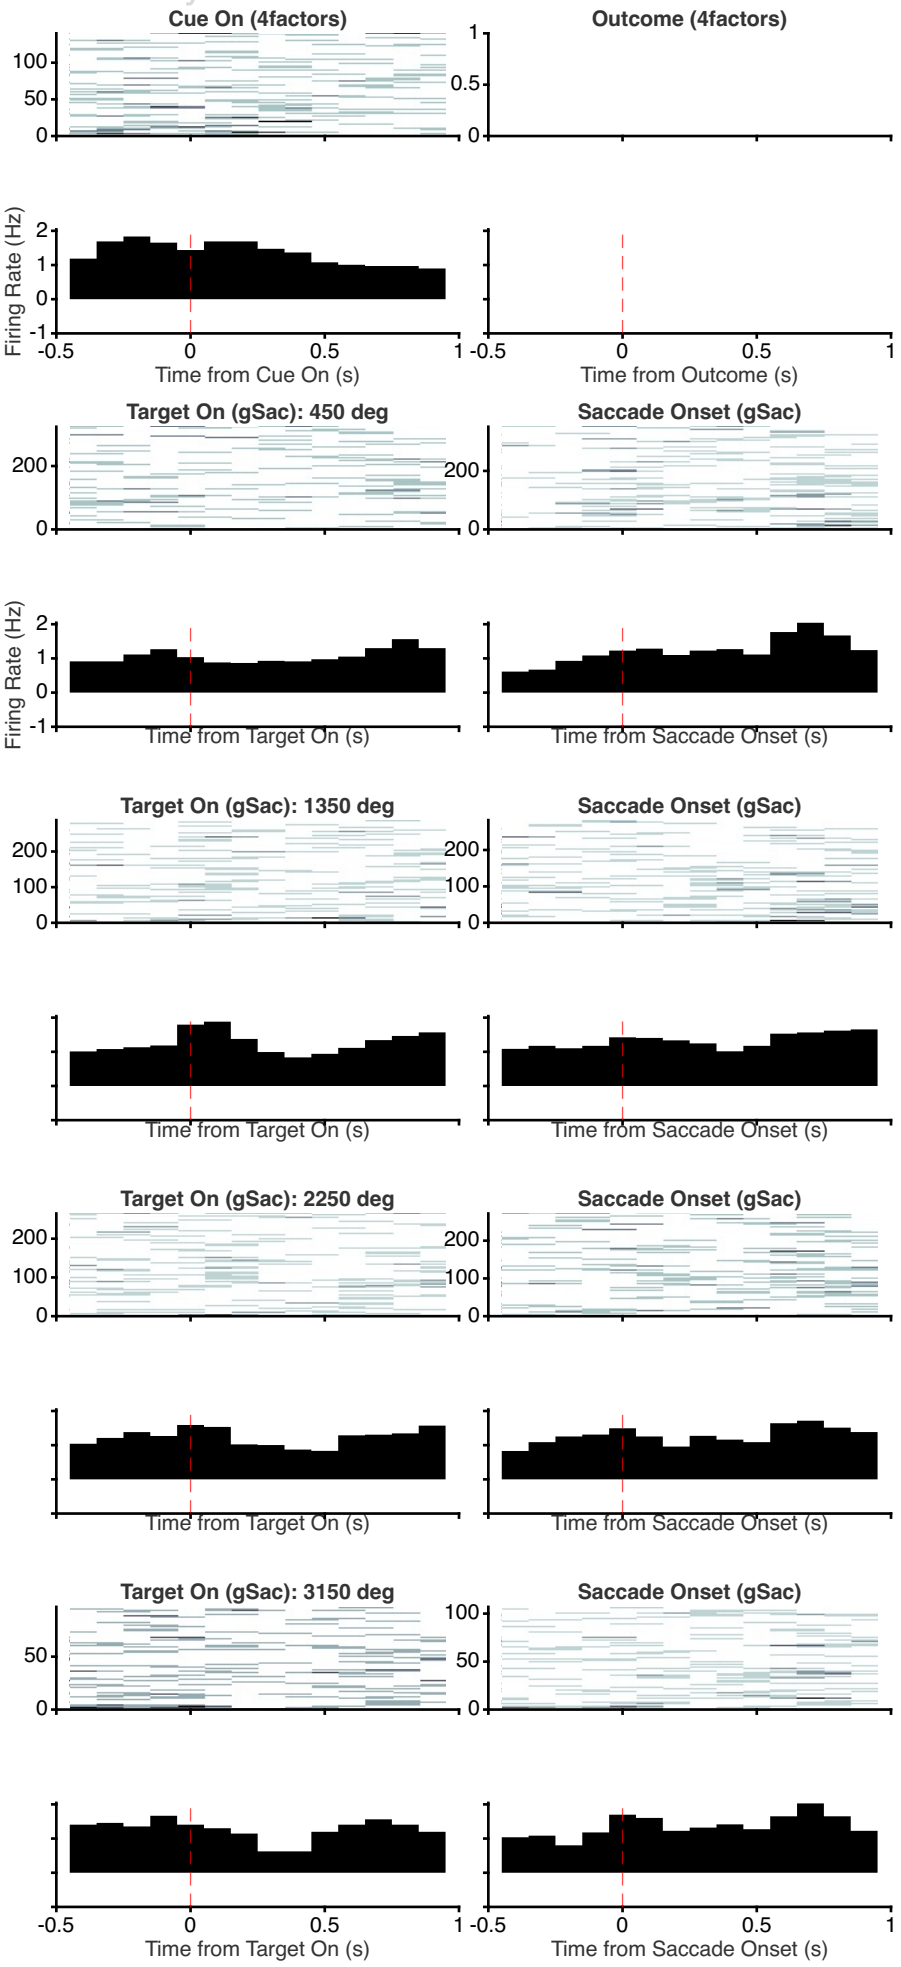 Cue On (4factors) Outcome (4factors)
100 1
50 0.5
0 0
Firing Rate (Hz)
2
1
0
-1
-0.5 0 0.5 1 -0.5 0 0.5 1
Time from Cue On (s) Time from Outcome (s)
Target On (gSac): 450 deg Saccade Onset (gSac)
200 200
0 0
Firing Rate (Hz)
2
1
0
-1
Time from Target On (s) Time from Saccade Onset (s)
Target On (gSac): 1350 deg Saccade Onset (gSac)
200 200
100 100
0 0
Time from Target On (s) Time from Saccade Onset (s)
Target On (gSac): 2250 deg Saccade Onset (gSac)
200 200
100 100
0 0
Time from Target On (s) Time from Saccade Onset (s)
Target On (gSac): 3150 deg Saccade Onset (gSac)
100
50 50
0 0
-0.5 0 0.5 1 -0.5 0 0.5 1
Time from Target On (s) Time from Saccade Onset (s)